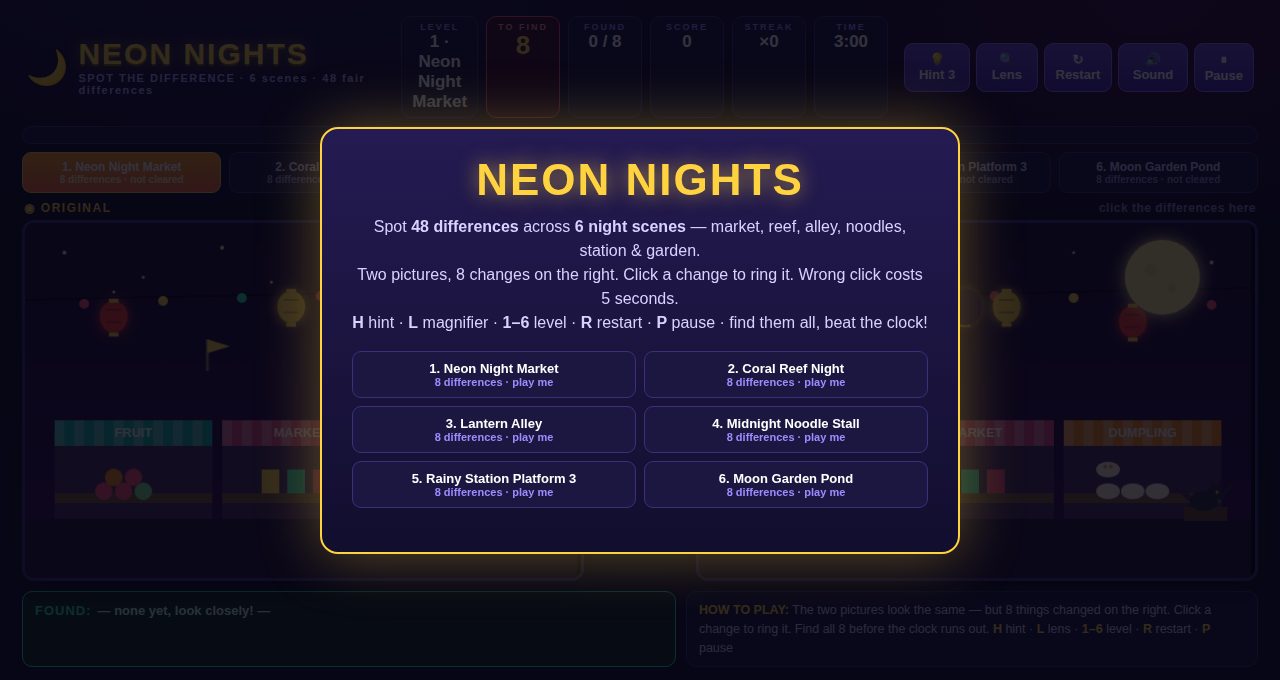 NEON NIGHTS
SPOT THE DIFFERENCE · 6 scenes · 48 fair
differences
LEVEL
1 ·
Neon
Night
Market
TO FIND
8
FOUND
0 / 8
SCORE
0
STREAK
×0
TIME
3:00
Hint 3
Lens
Restart
Sound
Pause
1. Neon Night Market
8 differences · not cleared
2. Coral
8 difference
Platform 3
not cleared
6. Moon Garden Pond
8 differences · not cleared
◉ ORIGINAL
click the differences here
NEON NIGHTS
Spot 48 differences across 6 night scenes — market, reef, alley, noodles,
station & garden.
Two pictures, 8 changes on the right. Click a change to ring it. Wrong click costs
5 seconds.
H hint · L magnifier · 1–6 level · R restart · P pause · find them all, beat the clock!
1. Neon Night Market
8 differences · play me
2. Coral Reef Night
8 differences · play me
3. Lantern Alley
8 differences · play me
4. Midnight Noodle Stall
8 differences · play me
5. Rainy Station Platform 3
8 differences · play me
6. Moon Garden Pond
8 differences · play me
FRUIT
MARKE
ARKET
DUMPLING
FOUND: — none yet, look closely! —
HOW TO PLAY: The two pictures look the same — but 8 things changed on the right. Click a
change to ring it. Find all 8 before the clock runs out. H hint · L lens · 1–6 level · R restart · P
pause